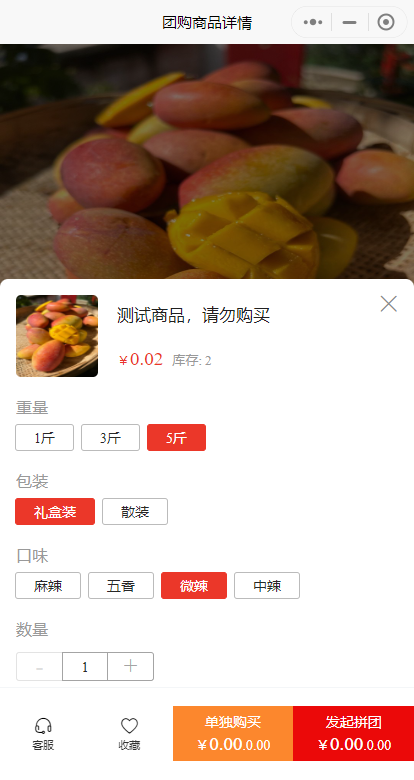 团购商品详情
测试商品，请勿购买
￥0.02 库存: 2
重量
1斤 3斤 5斤
包装
礼盒装 散装
口味
麻辣 五香 微辣 中辣
数量
- 1 +
客服 收藏
单独购买 发起拼团
￥0.00.0.00 ￥0.00.0.00